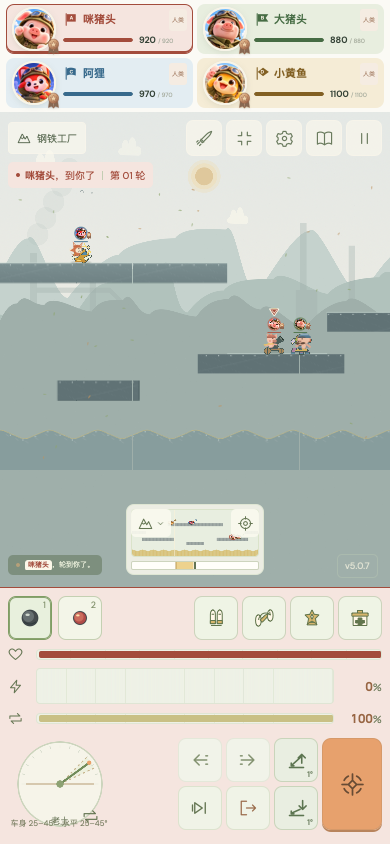 A 咪猪头 人类
920 / 920
B 大猪头 人类
880 / 880
C 阿狸 人类
970 / 970
D 小黄鱼 人类
1100 / 1100
钢铁工厂
咪猪头，到你了 | 第 01 轮
咪猪头，轮到你了。
v5.0.7
1
2
0%
100%
1°
车身 25–45° 水平 25–45°
1°